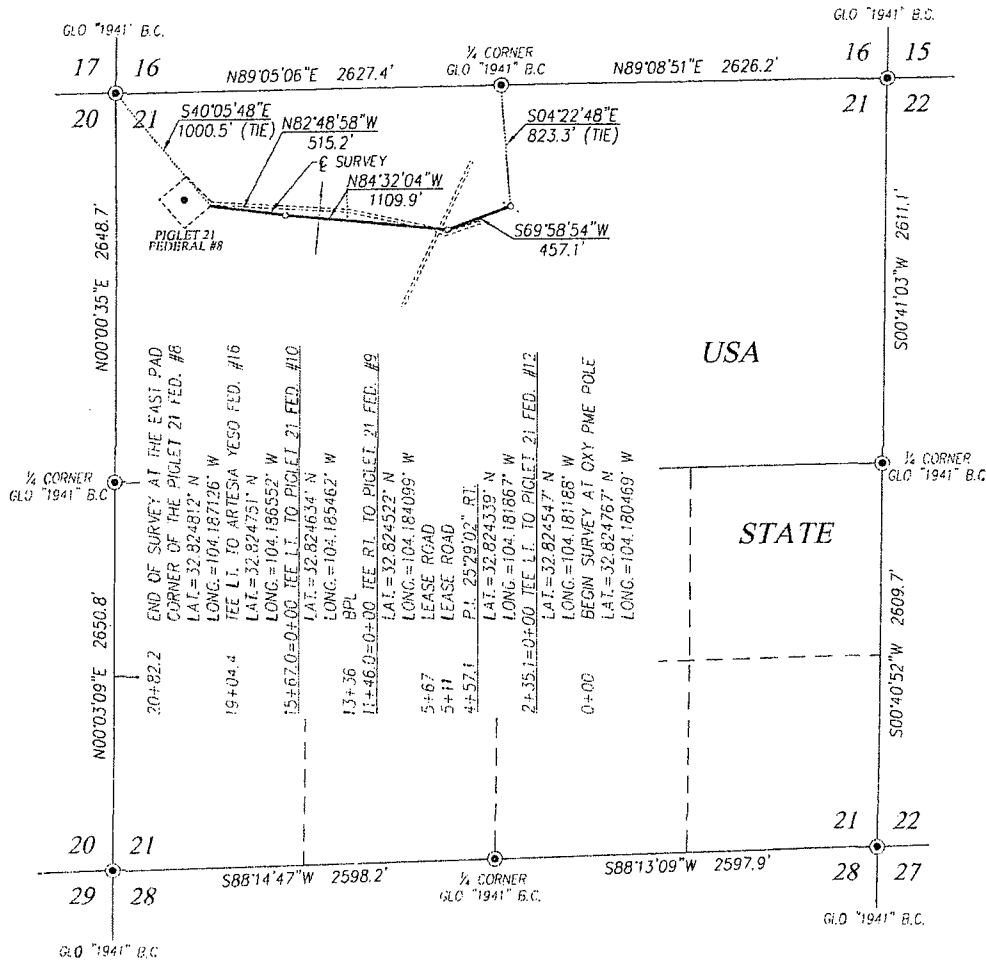 GLO "1941" B.C.
GLO "1941" B.C.
17 16
¼ CORNER
GLO "1941" B.C
16 15
N89°05'06"E 2627.4'
N89°08'51"E 2626.2'
20 21
21 22
S40°05'48"E
1000.5' (TIE)
N82°48'58"W
515.2'
℄ SURVEY
N84°32'04"W
1109.9'
S04°22'48"E
823.3' (TIE)
S69°58'54"W
457.1'
PIGLET 21
FEDERAL #8
N00°00'35"E 2648.7'
S00°41'03"W 2611.1'
USA
¼ CORNER
GLO "1941" B.C
¼ CORNER
GLO "1941" B.C
STATE
20+82.2 END OF SURVEY AT THE EAST PAD
CORNER OF THE PIGLET 21 FED. #8
LAT.=32.824812° N
LONG.=104.187126° W
19+04.4 TEE LT. TO ARTESIA YESO FED. #16
LAT.=32.824751° N
LONG.=104.186552° W
15+67.0=0+00 TEE LT. TO PIGLET 21 FED. #10
LAT.=32.824634° N
LONG.=104.185462° W
13+36 BPL
11+46.0=0+00 TEE RT. TO PIGLET 21 FED. #9
LAT.=32.824522° N
LONG.=104.184099° W
5+67 LEASE ROAD
5+11 LEASE ROAD
4+57.1 P.I. 25°29'02" RT.
LAT.=32.824339° N
LONG.=104.181867° W
2+35.1=0+00 TEE LT. TO PIGLET 21 FED. #12
LAT.=32.824547° N
LONG.=104.181188° W
0+00 BEGIN SURVEY AT OXY PME POLE
LAT.=32.824767° N
LONG.=104.180469° W
N00°03'09"E 2650.8'
S00°40'52"W 2609.7'
20 21
21 22
S88°14'47"W 2598.2'
¼ CORNER
GLO "1941" B.C.
S88°13'09"W 2597.9'
29 28
28 27
GLO "1941" B.C
GLO "1941" B.C.